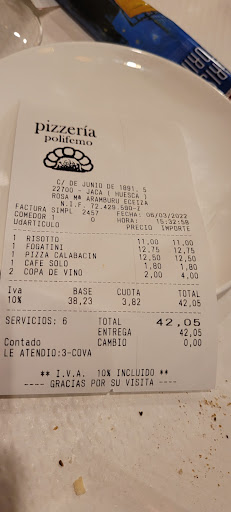 pizzería
polifemo
C/ DE JUNIO DE 1891, 5
22700 - JACA ( HUESCA )
ROSA Mª ARAMBURU ECEIZA
N.I.F. 72.429.590-J
FACTURA SIMPL 2457 FECHA: 06/03/2022
COMEDOR 1 0 HORA: 15:32:58
UdARTICULO PRECIO IMPORTE
1 RISOTTO 11,00 11,00
1 FOGATINI 12,75 12,75
1 PIZZA CALABACIN 12,50 12,50
1 CAFE SOLO 1,80 1,80
2 COPA DE VINO 2,00 4,00
Iva BASE CUOTA TOTAL
10% 38,23 3,82 42,05
SERVICIOS: 6 TOTAL 42,05
ENTREGA 42,05
Contado CAMBIO 0,00
LE ATENDIO:3-COVA
** I.V.A. 10% INCLUIDO **
---- GRACIAS POR SU VISITA ----